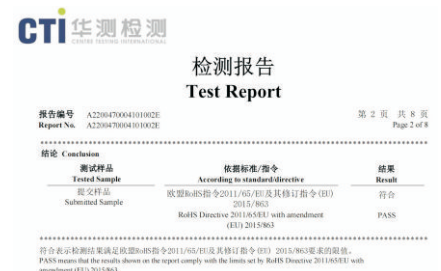 CTI 华测检测
CENTRE TESTING INTERNATIONAL
检测报告
Test Report
报告编号 A2200470004101002E 第 2 页 共 8 页
Report No. A2200470004101002E Page 2 of 8
结论 Conclusion
测试样品 依据标准/指令 结果
Tested Sample According to standard/directive Result
提交样品 欧盟RoHS指令2011/65/EU及其修订指令(EU) 符合
Submitted Sample 2015/863
RoHS Directive 2011/65/EU with amendment PASS
(EU) 2015/863
符合表示检测结果满足欧盟RoHS指令2011/65/EU及其修订指令(EU) 2015/863要求的限值。
PASS means that the results shown on the report comply with the limits set by RoHS Directive 2011/65/EU with
amendment (EU) 2015/863.